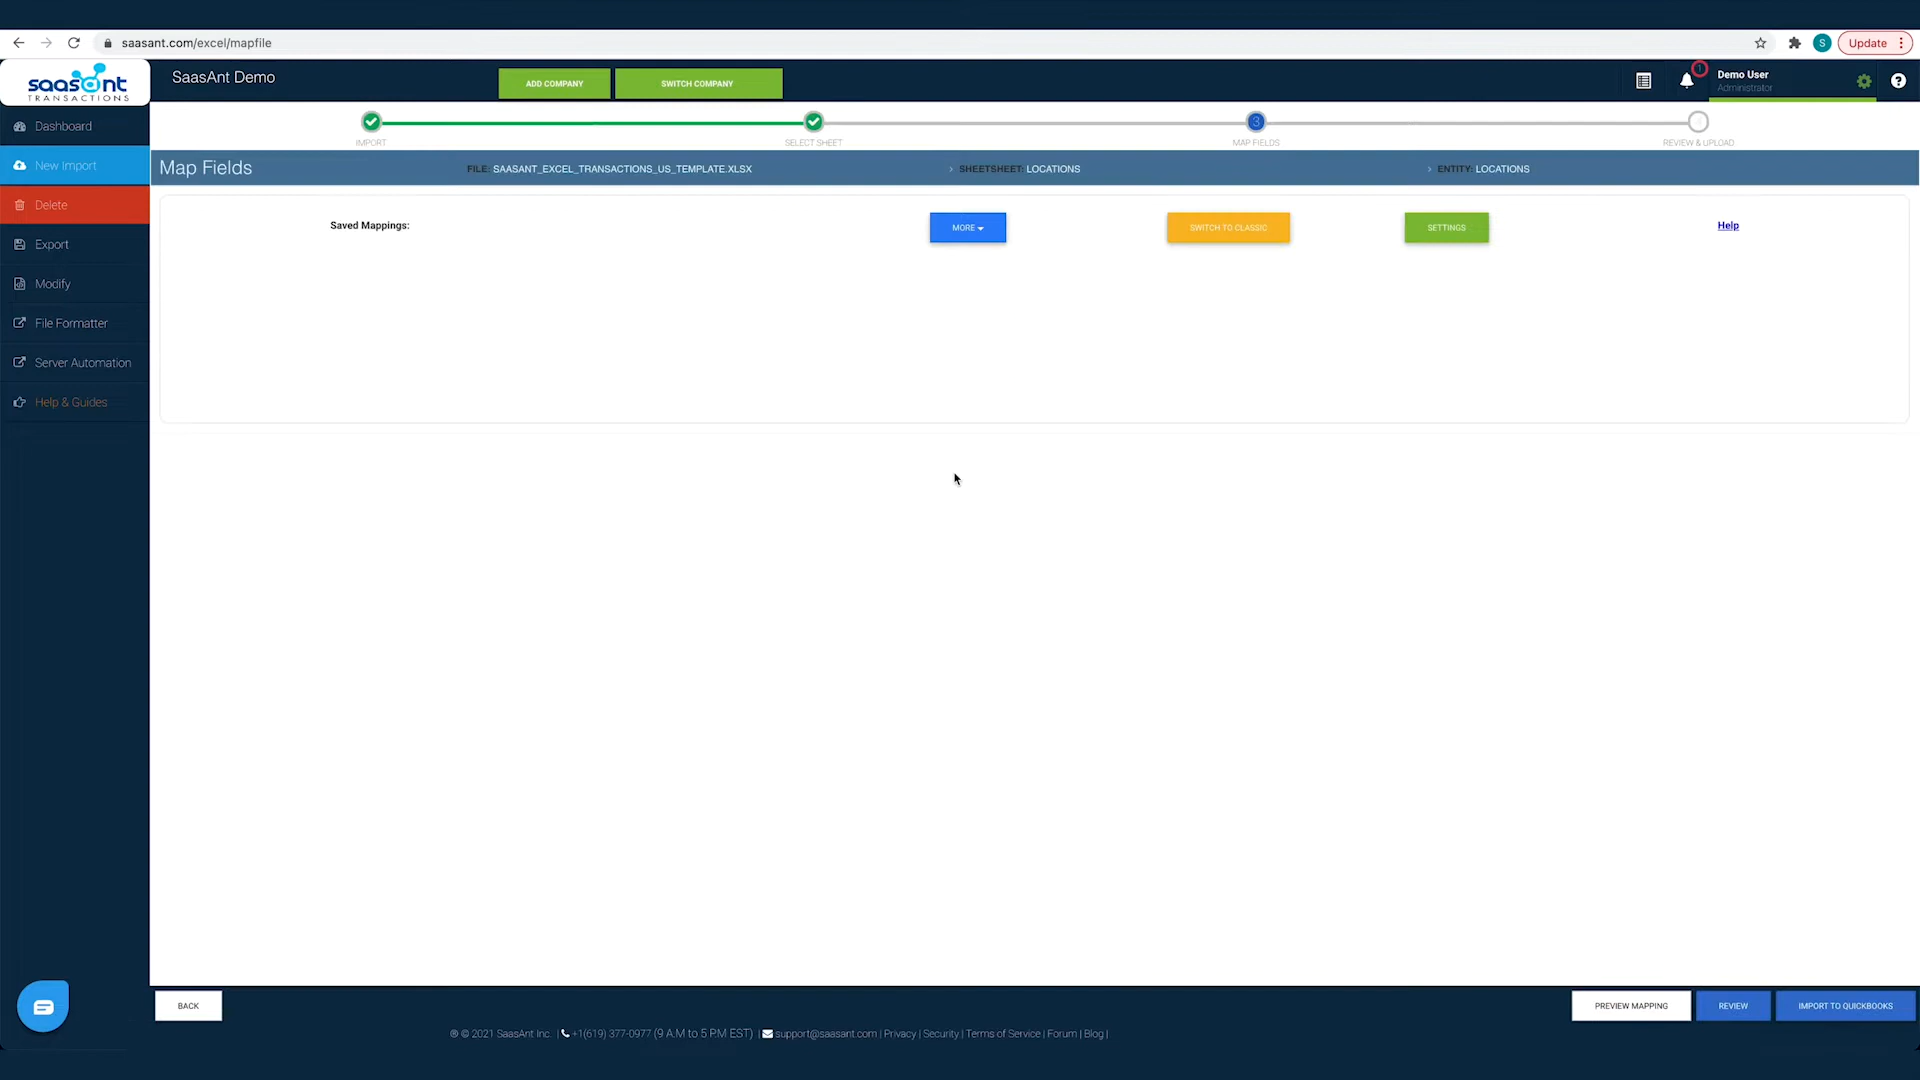 saasant.com/excel/mapfile
S
Update
saasant
TRANSACTIONS
SaasAnt Demo
ADD COMPANY
SWITCH COMPANY
1
Demo User
Administrator
Dashboard
New Import
Delete
Export
Modify
File Formatter
Server Automation
Help & Guides
3
IMPORT
SELECT SHEET
MAP FIELDS
REVIEW & UPLOAD
Map Fields
FILE: SAASANT_EXCEL_TRANSACTIONS_US_TEMPLATE.XLSX
> SHEETSHEET: LOCATIONS
> ENTITY: LOCATIONS
Saved Mappings:
MORE
SWITCH TO CLASSIC
SETTINGS
Help
BACK
PREVIEW MAPPING
REVIEW
IMPORT TO QUICKBOOKS
® © 2021 SaasAnt Inc. | +1(619) 377-0977 (9 A.M to 5 P.M EST) | support@saasant.com | Privacy | Security | Terms of Service | Forum | Blog |